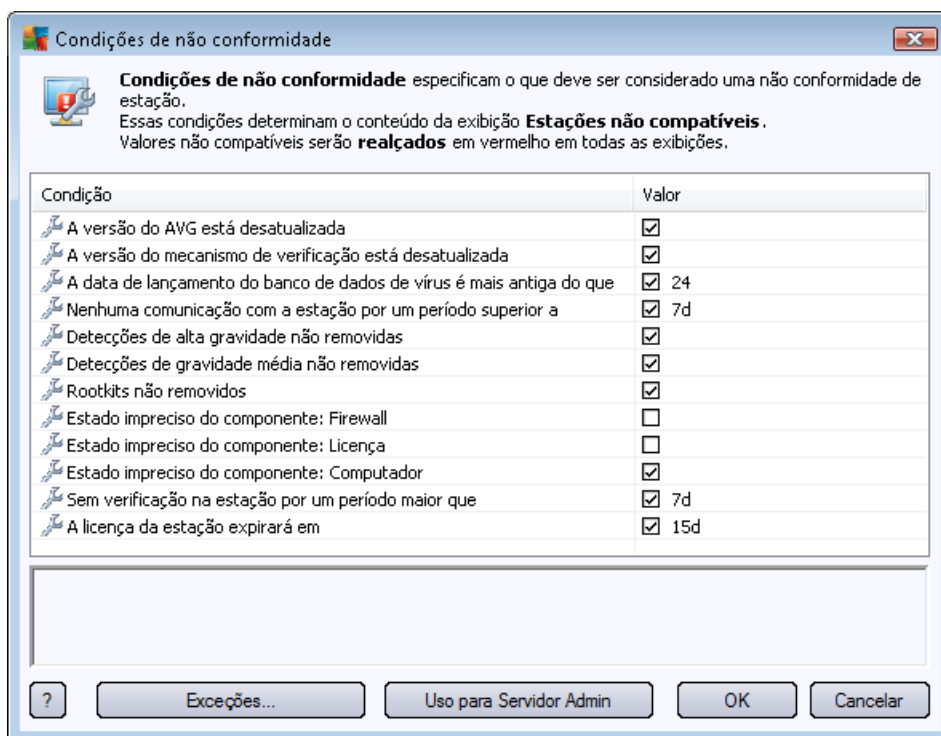 Condições de não conformidade
Condições de não conformidade especificam o que deve ser considerado uma não conformidade de
estação.
Essas condições determinam o conteúdo da exibição Estações não compatíveis.
Valores não compatíveis serão realçados em vermelho em todas as exibições.
Condição Valor
A versão do AVG está desatualizada
A versão do mecanismo de verificação está desatualizada
A data de lançamento do banco de dados de vírus é mais antiga do que 24
Nenhuma comunicação com a estação por um período superior a 7d
Detecções de alta gravidade não removidas
Detecções de gravidade média não removidas
Rootkits não removidos
Estado impreciso do componente: Firewall
Estado impreciso do componente: Licença
Estado impreciso do componente: Computador
Sem verificação na estação por um período maior que 7d
A licença da estação expirará em 15d
? Exceções... Uso para Servidor Admin OK Cancelar